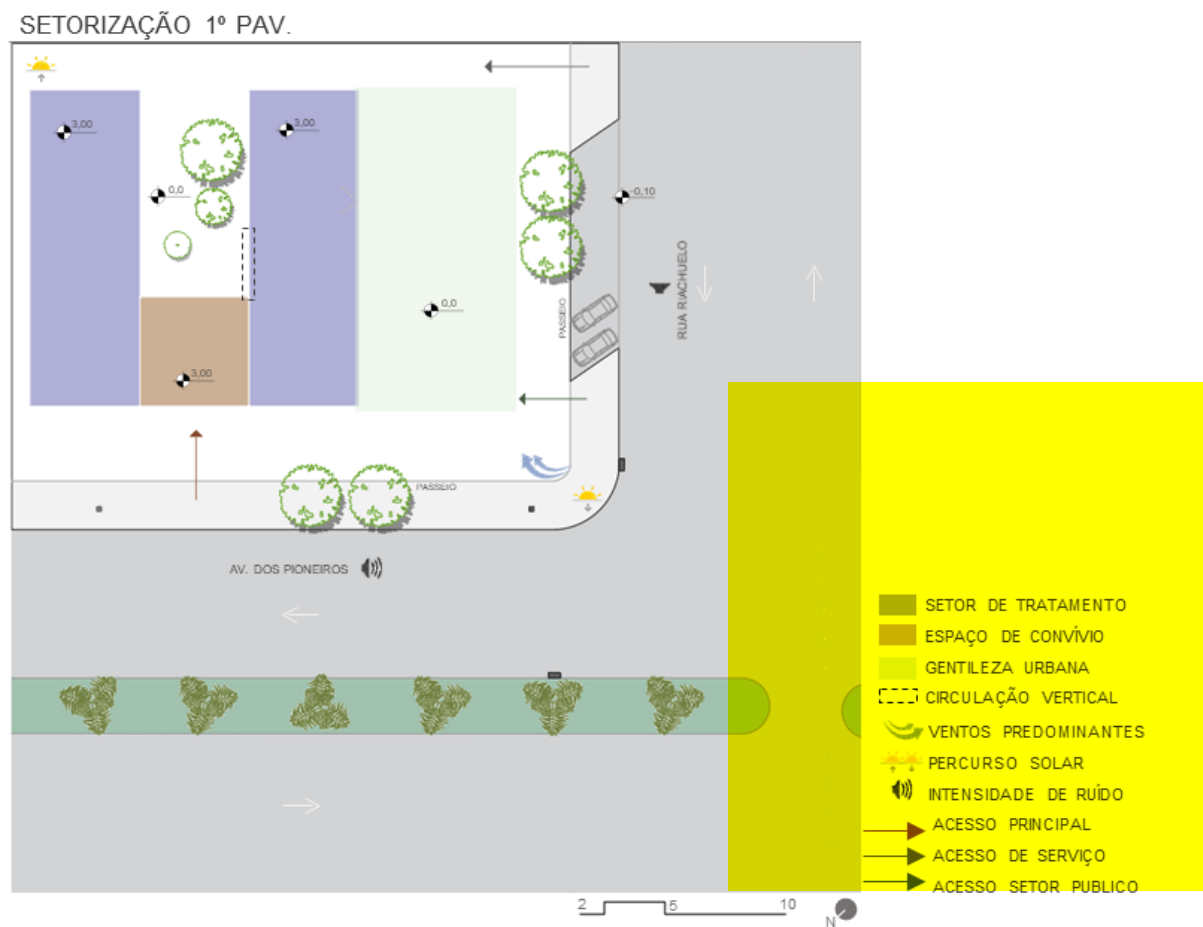 SETORIZAÇÃO 1º PAV.
3,00
3,00
0,0
-0,10
RUA RIACHUELO
PASSEIO
0,0
3,00
PASSEIO
AV. DOS PIONEIROS
SETOR DE TRATAMENTO
ESPAÇO DE CONVÍVIO
GENTILEZA URBANA
CIRCULAÇÃO VERTICAL
VENTOS PREDOMINANTES
PERCURSO SOLAR
INTENSIDADE DE RUÍDO
ACESSO PRINCIPAL
ACESSO DE SERVIÇO
ACESSO SETOR PUBLICO
2 5 10
N